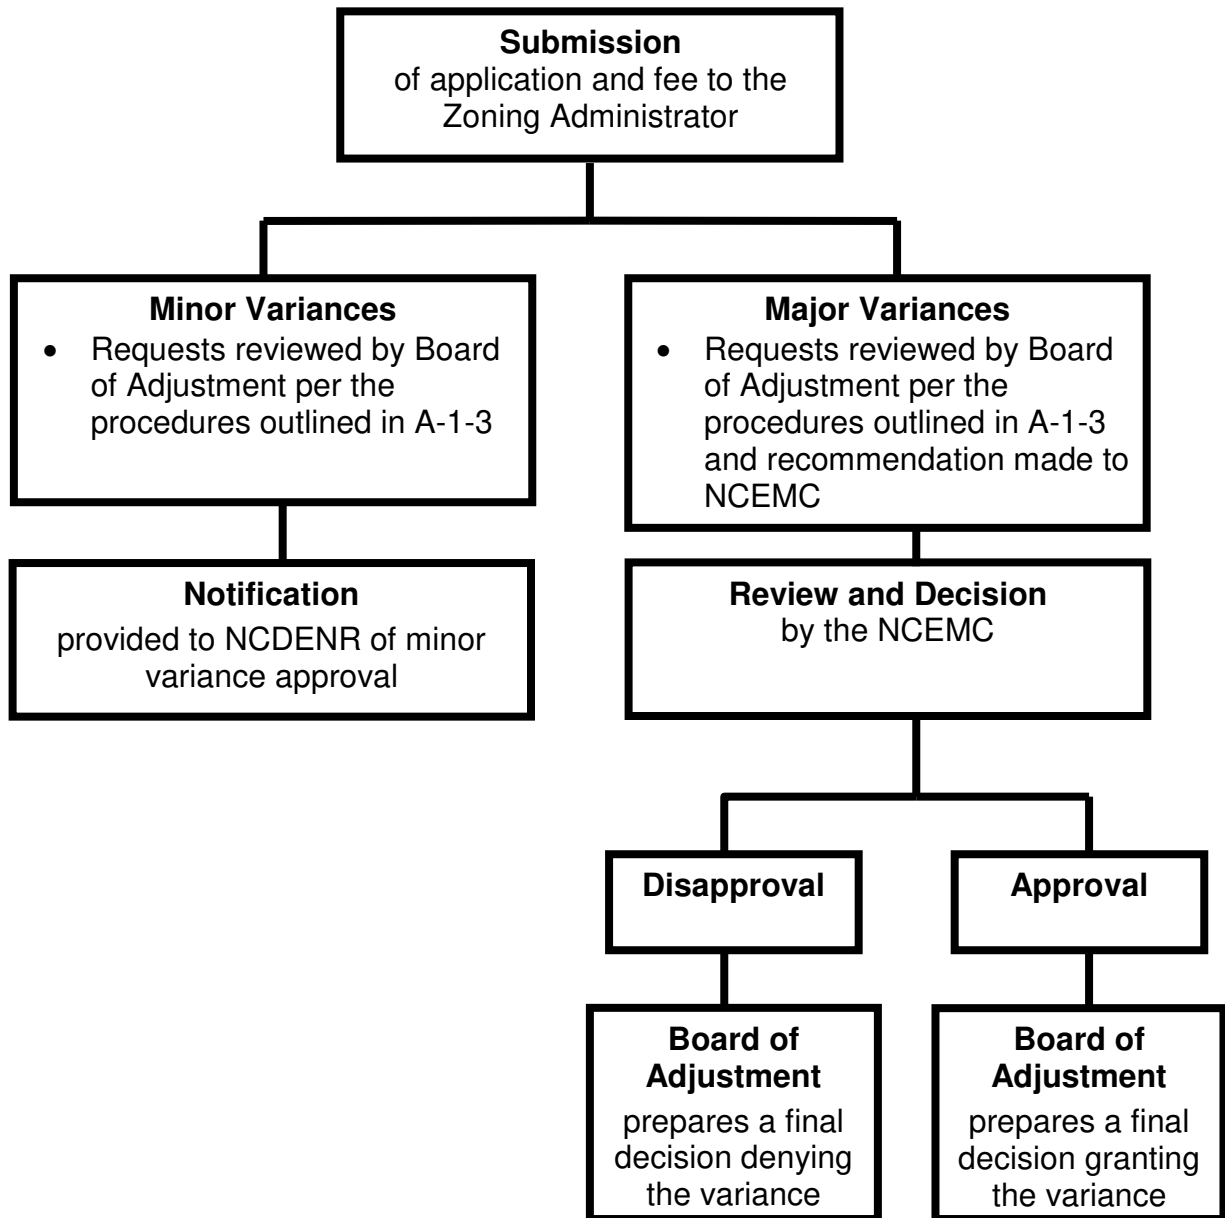 Submission
of application and fee to the
Zoning Administrator
Minor Variances
• Requests reviewed by Board
of Adjustment per the
procedures outlined in A-1-3
Major Variances
• Requests reviewed by Board
of Adjustment per the
procedures outlined in A-1-3
and recommendation made to
NCEMC
Notification
provided to NCDENR of minor
variance approval
Review and Decision
by the NCEMC
Disapproval
Approval
Board of
Adjustment
prepares a final
decision denying
the variance
Board of
Adjustment
prepares a final
decision granting
the variance